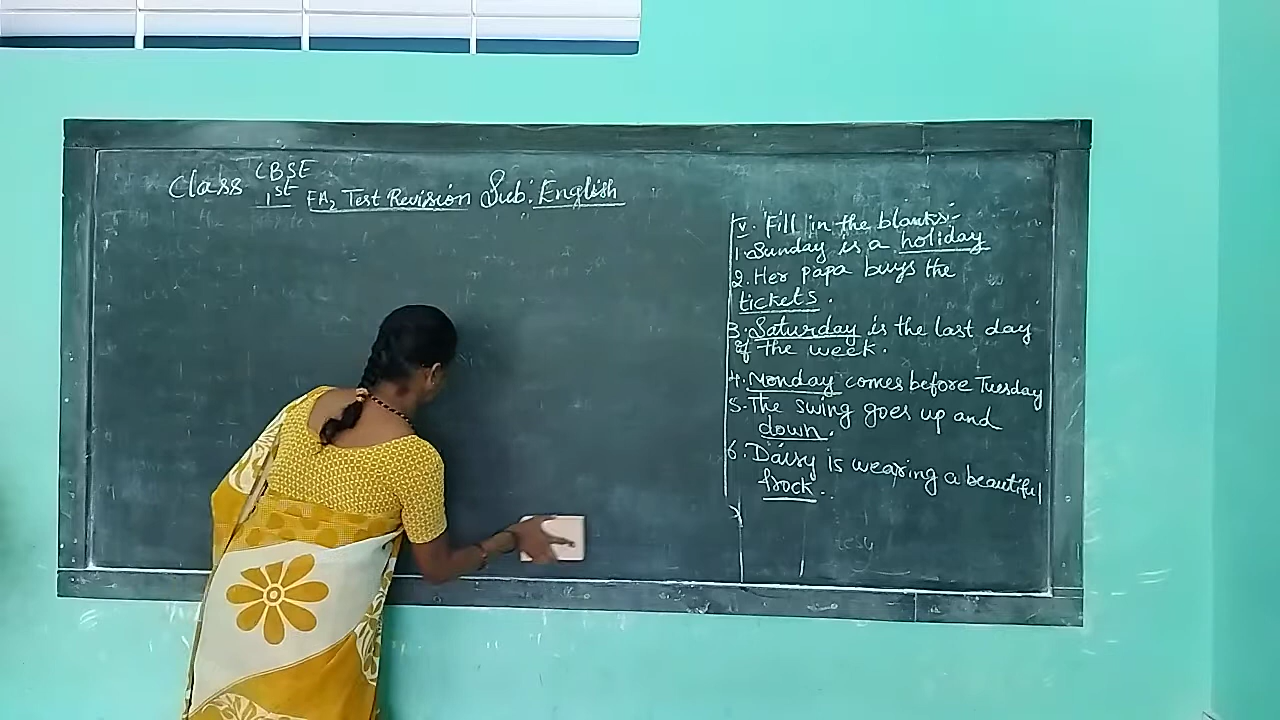 CBSE
Class 1st FA2 Test Revision Sub: English
IV. Fill in the blanks:-
1. Sunday is a holiday
2. Her papa buys the
tickets.
3. Saturday is the last day
of the week.
4. Monday comes before Tuesday
5. The swing goes up and
down.
6. Daisy is wearing a beautiful
frock..